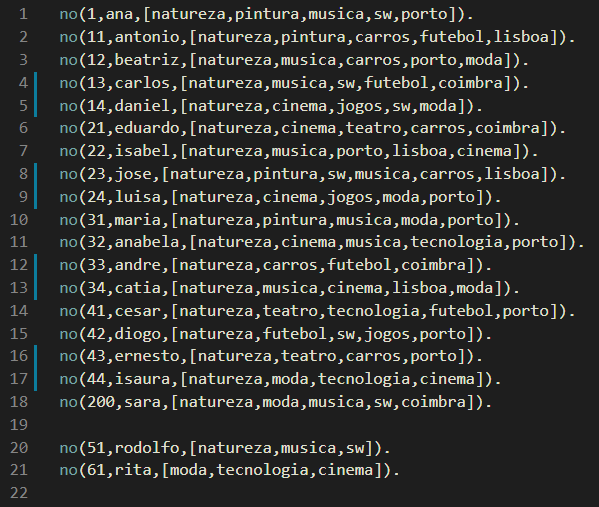 1 no(1,ana,[natureza,pintura,musica,sw,porto]).
2 no(11,antonio,[natureza,pintura,carros,futebol,lisboa]).
3 no(12,beatriz,[natureza,musica,carros,porto,moda]).
4 no(13,carlos,[natureza,musica,sw,futebol,coimbra]).
5 no(14,daniel,[natureza,cinema,jogos,sw,moda]).
6 no(21,eduardo,[natureza,cinema,teatro,carros,coimbra]).
7 no(22,isabel,[natureza,musica,porto,lisboa,cinema]).
8 no(23,jose,[natureza,pintura,sw,musica,carros,lisboa]).
9 no(24,luisa,[natureza,cinema,jogos,moda,porto]).
10 no(31,maria,[natureza,pintura,musica,moda,porto]).
11 no(32,anabela,[natureza,cinema,musica,tecnologia,porto]).
12 no(33,andre,[natureza,carros,futebol,coimbra]).
13 no(34,catia,[natureza,musica,cinema,lisboa,moda]).
14 no(41,cesar,[natureza,teatro,tecnologia,futebol,porto]).
15 no(42,diogo,[natureza,futebol,sw,jogos,porto]).
16 no(43,ernesto,[natureza,teatro,carros,porto]).
17 no(44,isaura,[natureza,moda,tecnologia,cinema]).
18 no(200,sara,[natureza,moda,musica,sw,coimbra]).
19
20 no(51,rodolfo,[natureza,musica,sw]).
21 no(61,rita,[moda,tecnologia,cinema]).
22